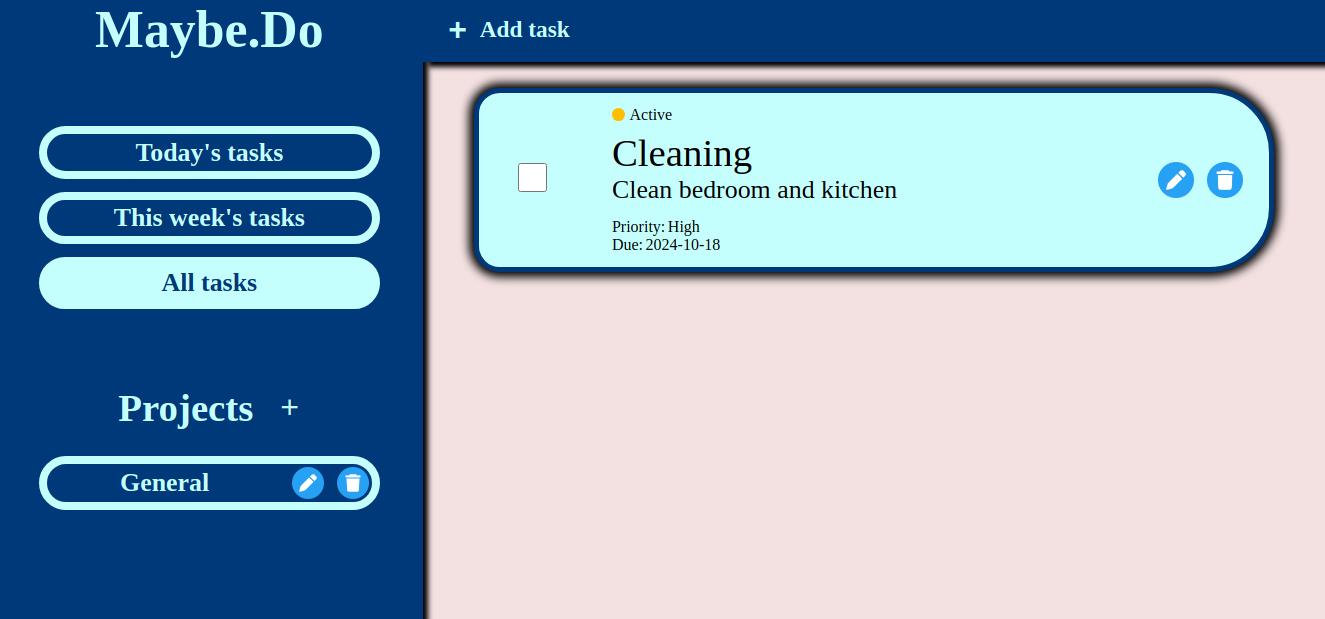 Maybe.Do
+ Add task
Today's tasks
This week's tasks
All tasks
Projects +
General
Active
Cleaning
Clean bedroom and kitchen
Priority: High
Due: 2024-10-18